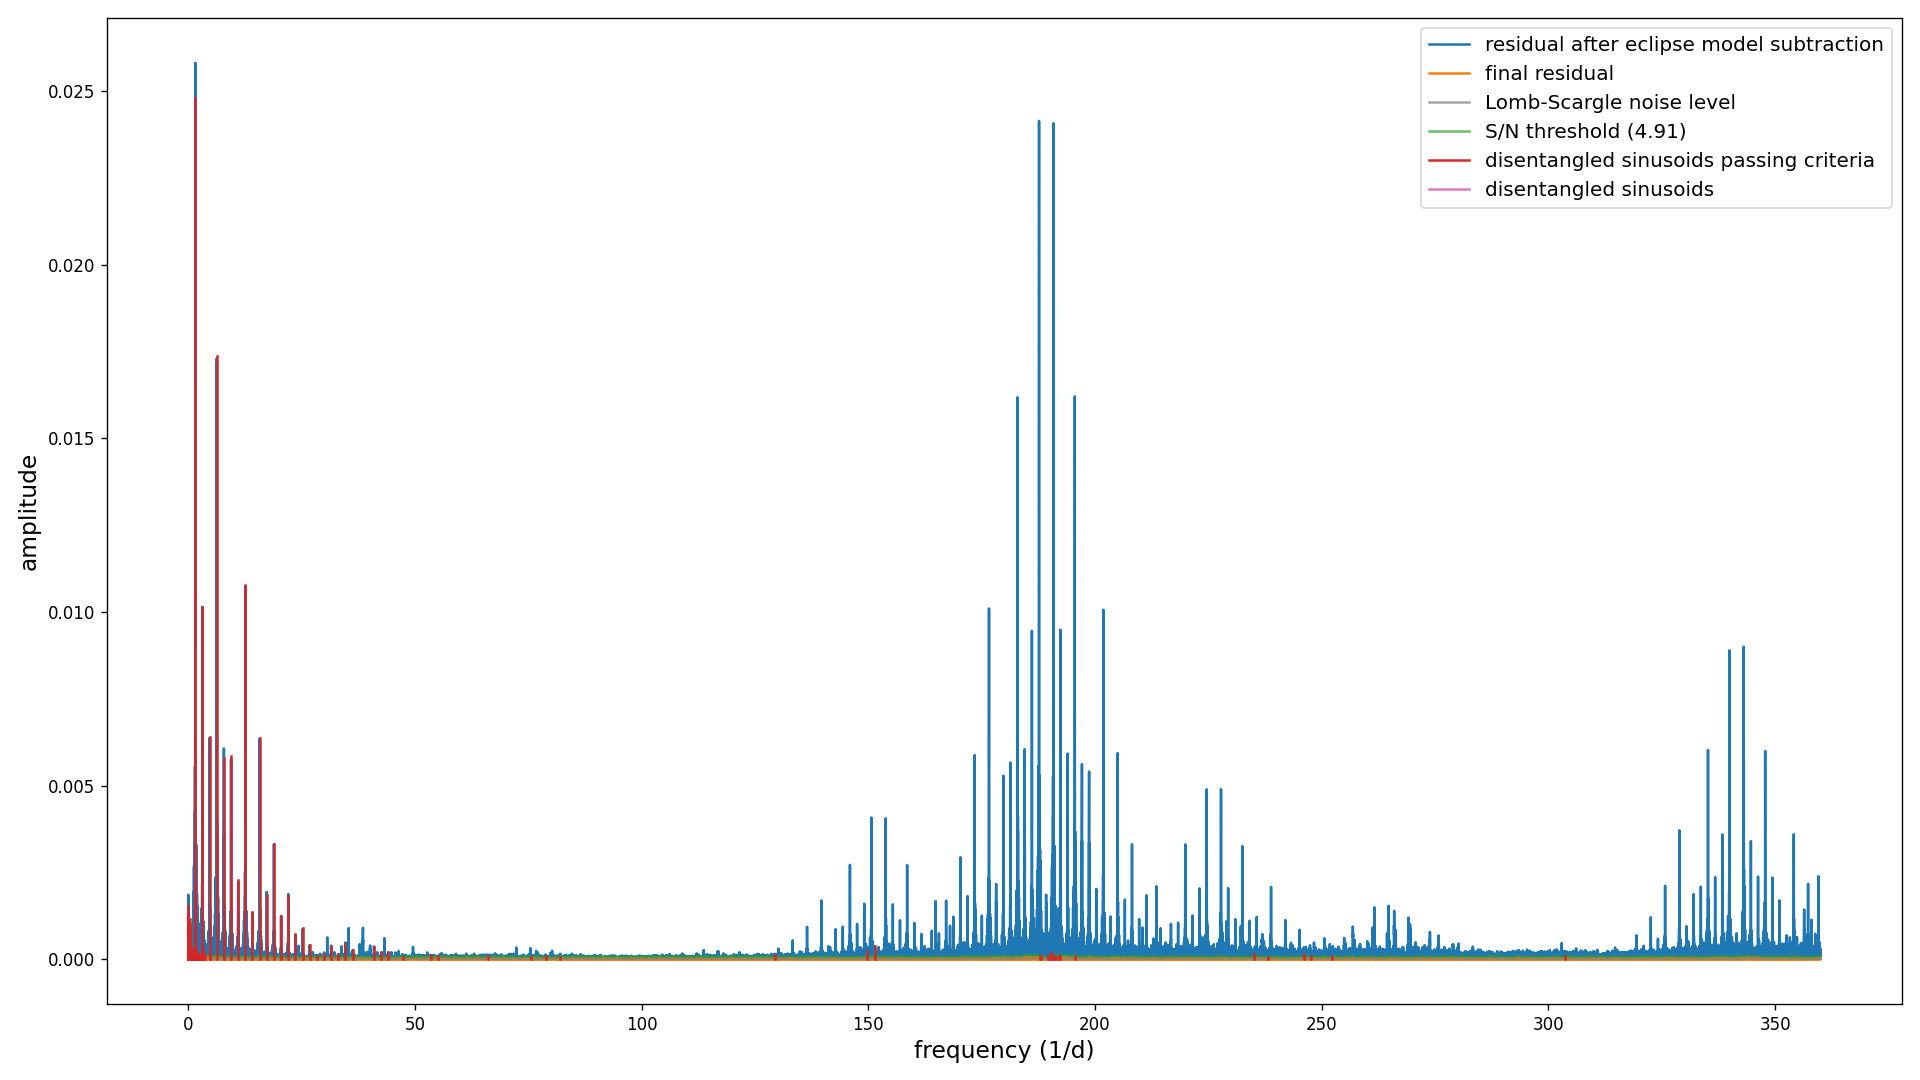 residual after eclipse model subtraction
final residual
Lomb-Scargle noise level
S/N threshold (4.91)
disentangled sinusoids passing criteria
disentangled sinusoids
0.025
0.020
0.015
0.010
0.005
0.000
amplitude
0 50 100 150 200 250 300 350
frequency (1/d)